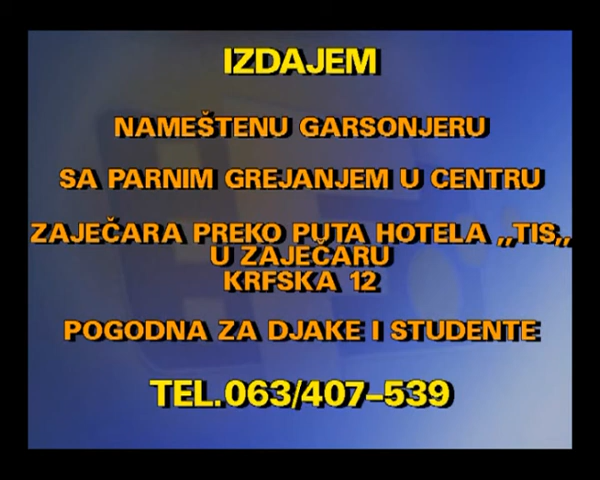 IZDAJEM
NAMEŠTENU GARSONJERU
SA PARNIM GREJANJEM U CENTRU
ZAJEČARA PREKO PUTA HOTELA ,,TIS,,
U ZAJEČARU
KRFSKA 12
POGODNA ZA DJAKE I STUDENTE
TEL.063/407-539